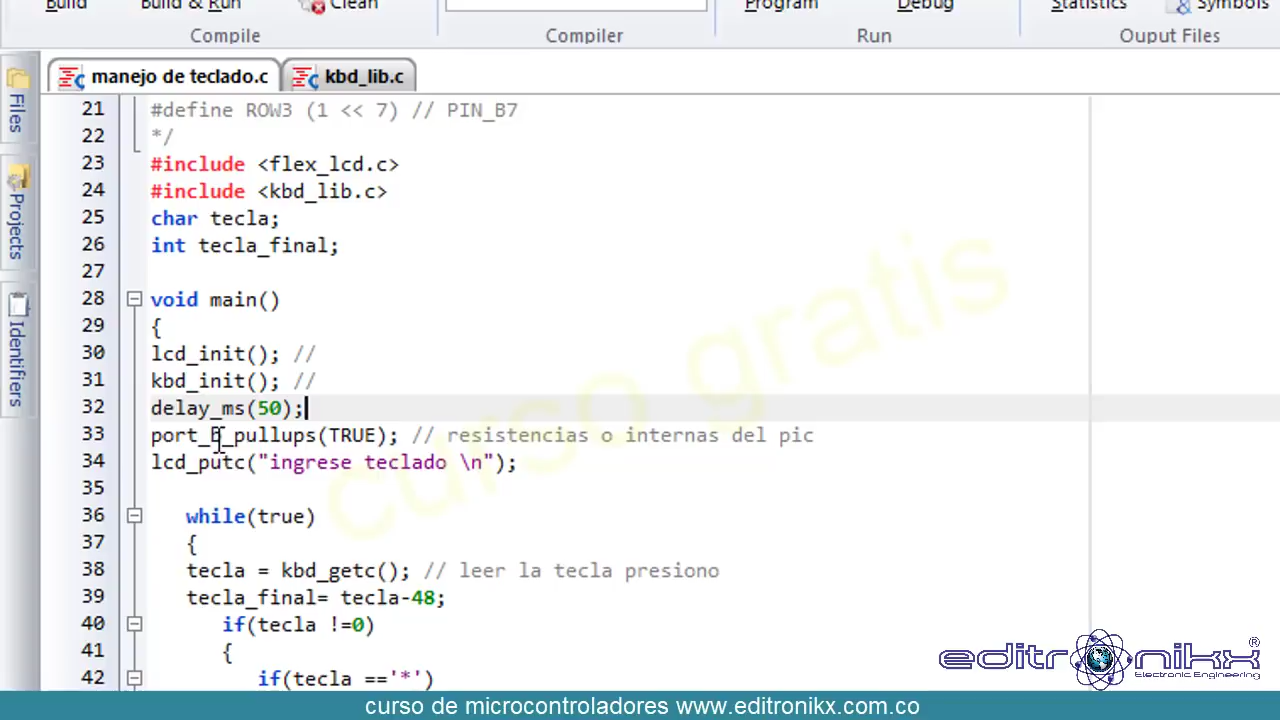 Build Build & Run Clean Program Debug Statistics Symbols
Compile Compiler Run Ouput Files
manejo de teclado.c kbd_lib.c
Files
Projects
Identifiers
21 #define ROW3 (1 << 7) // PIN_B7
22 */
23 #include <flex_lcd.c>
24 #include <kbd_lib.c>
25 char tecla;
26 int tecla_final;
27
28 void main()
29 {
30 lcd_init(); //
31 kbd_init(); //
32 delay_ms(50);
33 port_B_pullups(TRUE); // resistencias o internas del pic
34 lcd_putc("ingrese teclado \n");
35
36 while(true)
37 {
38 tecla = kbd_getc(); // leer la tecla presiono
39 tecla_final= tecla-48;
40 if(tecla !=0)
41 {
42 if(tecla =='*')
curso gratis
editronikx ®
Electronic Engineering
curso de microcontroladores www.editronikx.com.co